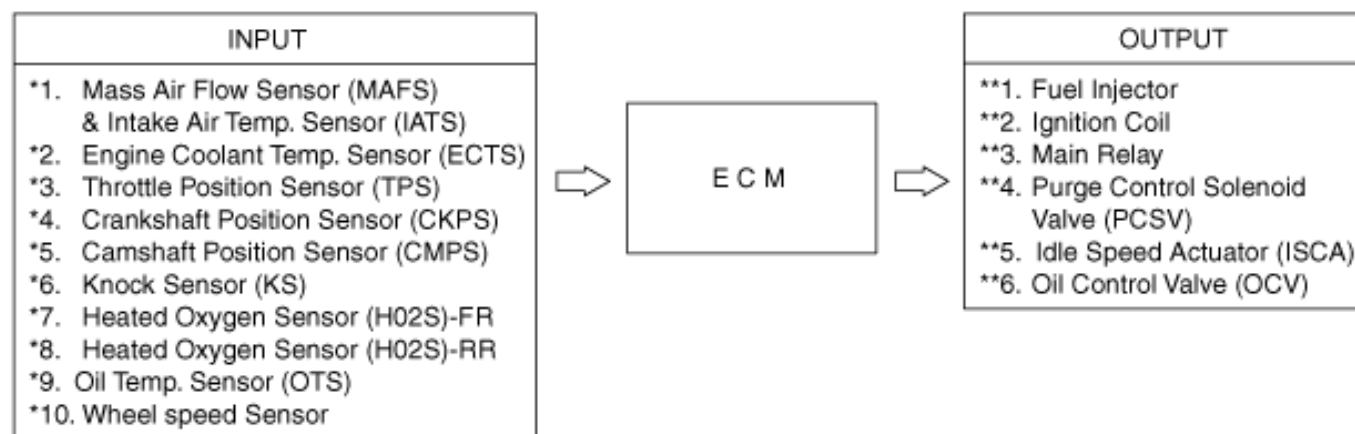 INPUT
*1. Mass Air Flow Sensor (MAFS)
& Intake Air Temp. Sensor (IATS)
*2. Engine Coolant Temp. Sensor (ECTS)
*3. Throttle Position Sensor (TPS)
*4. Crankshaft Position Sensor (CKPS)
*5. Camshaft Position Sensor (CMPS)
*6. Knock Sensor (KS)
*7. Heated Oxygen Sensor (H02S)-FR
*8. Heated Oxygen Sensor (H02S)-RR
*9. Oil Temp. Sensor (OTS)
*10. Wheel speed Sensor
E C M
OUTPUT
**1. Fuel Injector
**2. Ignition Coil
**3. Main Relay
**4. Purge Control Solenoid
Valve (PCSV)
**5. Idle Speed Actuator (ISCA)
**6. Oil Control Valve (OCV)